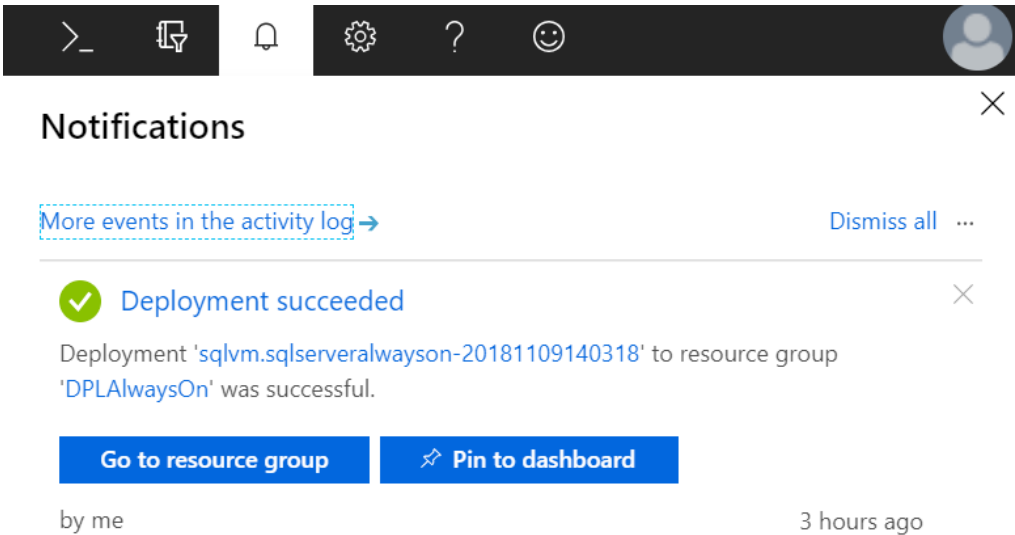 Notifications
More events in the activity log →
Dismiss all ...
Deployment succeeded
Deployment 'sqlvm.sqlserveralwayson-20181109140318' to resource group
'DPLAlwaysOn' was successful.
Go to resource group
Pin to dashboard
by me
3 hours ago